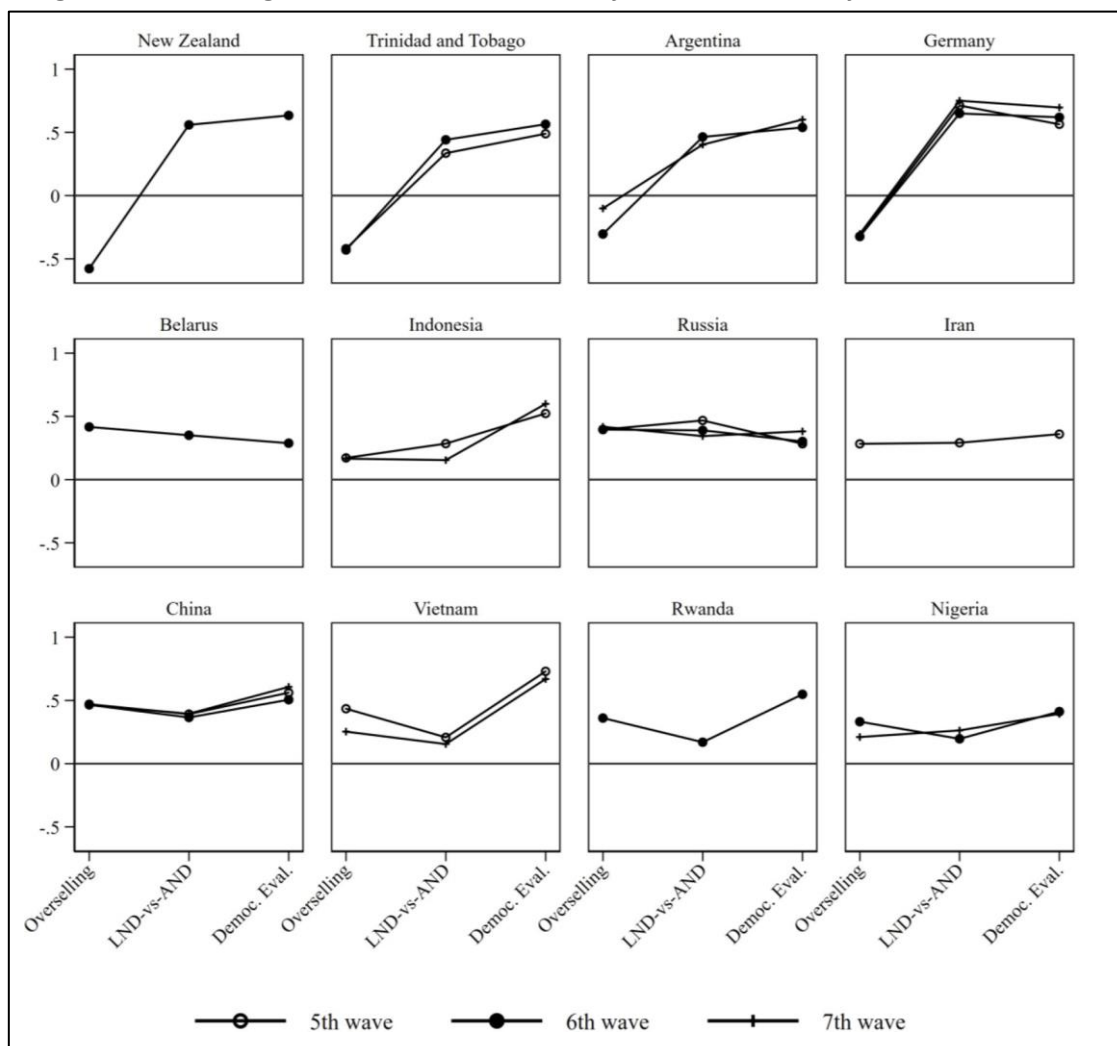 New Zealand Trinidad and Tobago Argentina Germany
1
.5
0
-.5
Belarus Indonesia Russia Iran
1
.5
0
-.5
China Vietnam Rwanda Nigeria
1
.5
0
-.5
Overselling LND-vs-AND Democ. Eval. Overselling LND-vs-AND Democ. Eval. Overselling LND-vs-AND Democ. Eval. Overselling LND-vs-AND Democ. Eval.
5th wave 6th wave 7th wave